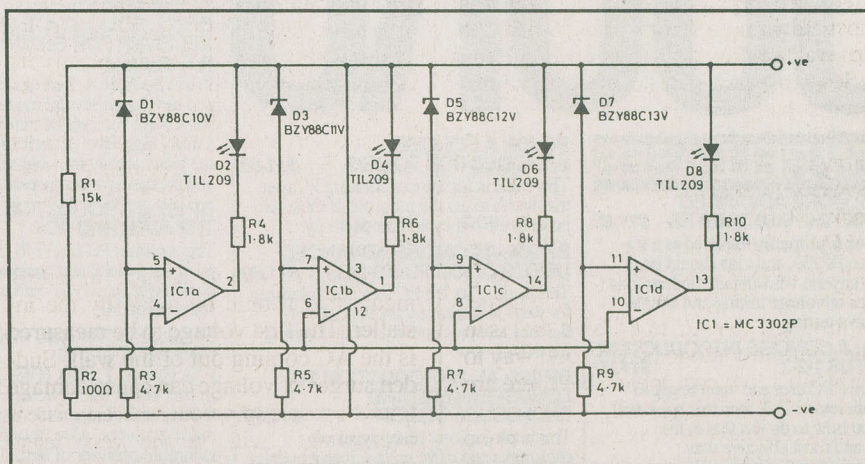 +ve
D1
BZY88C10V
D3
BZY88C11V
D5
BZY88C12V
D7
BZY88C13V
D2
TIL209
D4
TIL209
D6
TIL209
D8
TIL209
R1
15k
R4
1·8k
R6
1·8k
R8
1·8k
R10
1·8k
5
+
IC1a
2
4
−
7
+
3
IC1b
1
6
−
12
9
+
IC1c
14
8
−
11
+
IC1d
13
10
−
IC1 = MC3302P
R2
100Ω
R3
4·7k
R5
4·7k
R7
4·7k
R9
4·7k
−ve